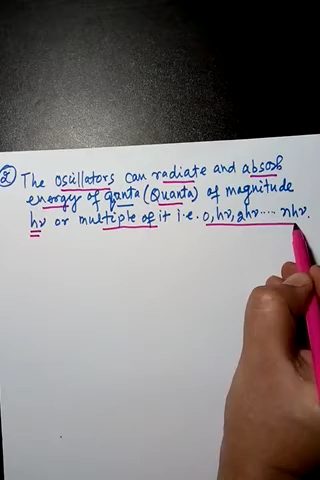 ② The oscillators can radiate and absorb
energy of qanta (Quanta) of magnitude
hν or multiple of it i.e. 0, hν, 2hν .... nhν.